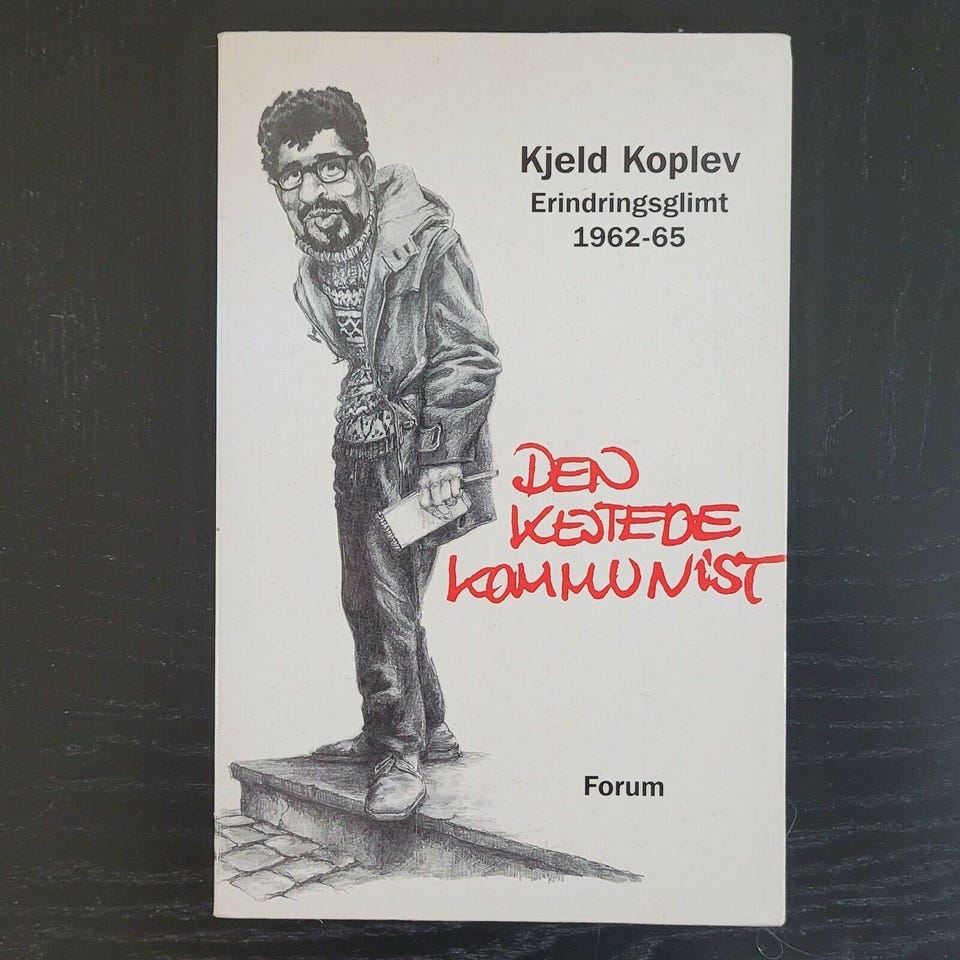 Kjeld Koplev
Erindringsglimt
1962-65
DEN
KEJTEDE
KOMMUNiST
Forum